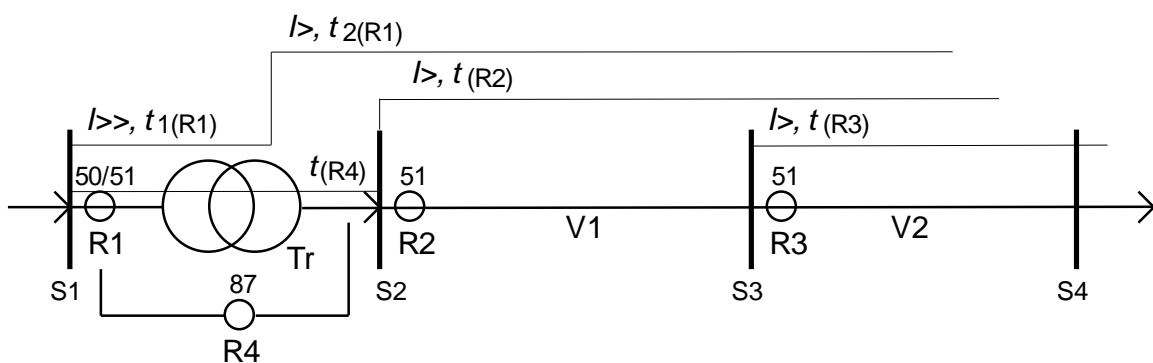 I>, t2(R1)
I>, t(R2)
I>>, t1(R1)
I>, t(R3)
50/51
t(R4)
51
51
R1
Tr
R2
V1
R3
V2
S1
87
S2
S3
S4
R4